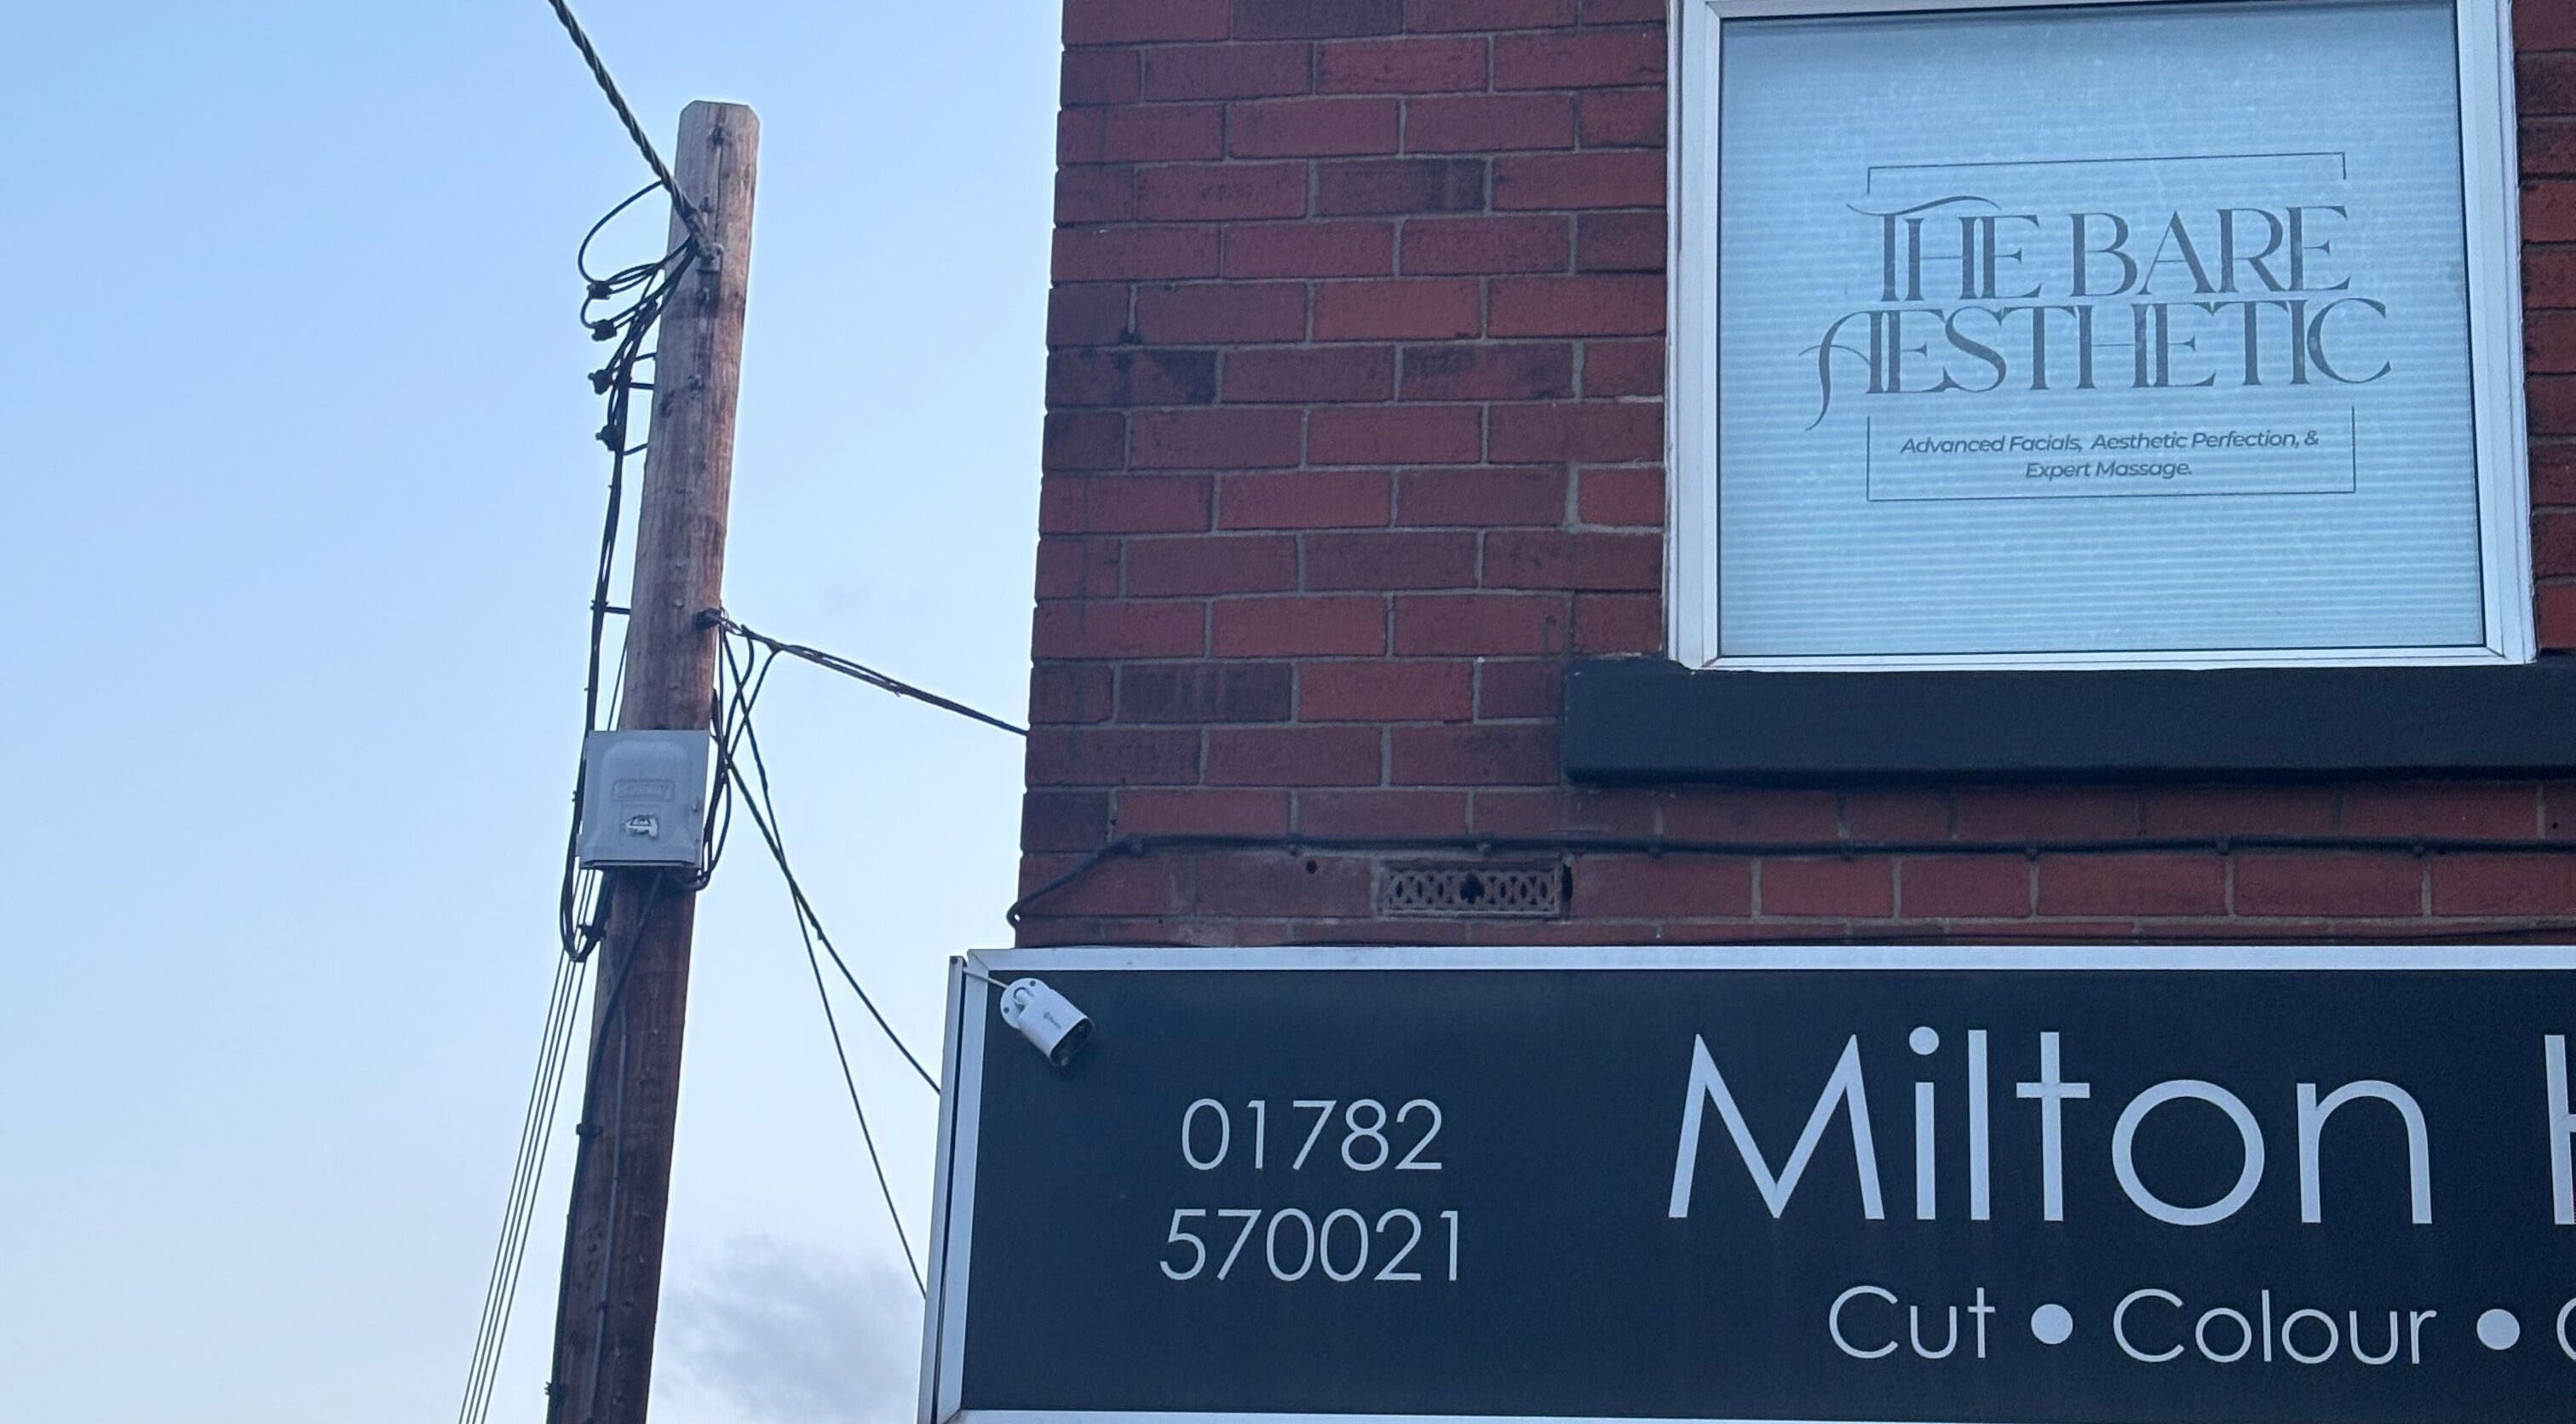 THE BARE
AESTHETIC
Advanced Facials, Aesthetic Perfection, &
Expert Massage.
01782
570021
Milton
Cut • Colour •